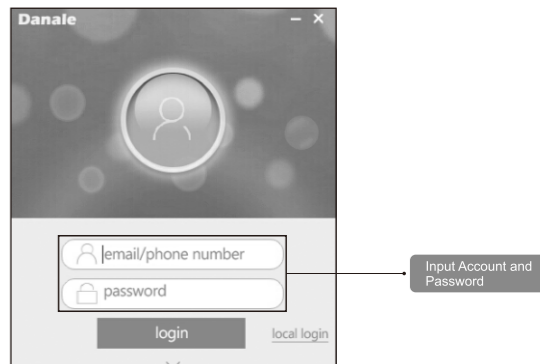 Danale
email/phone number
Input Account and
Password
password
login
local login